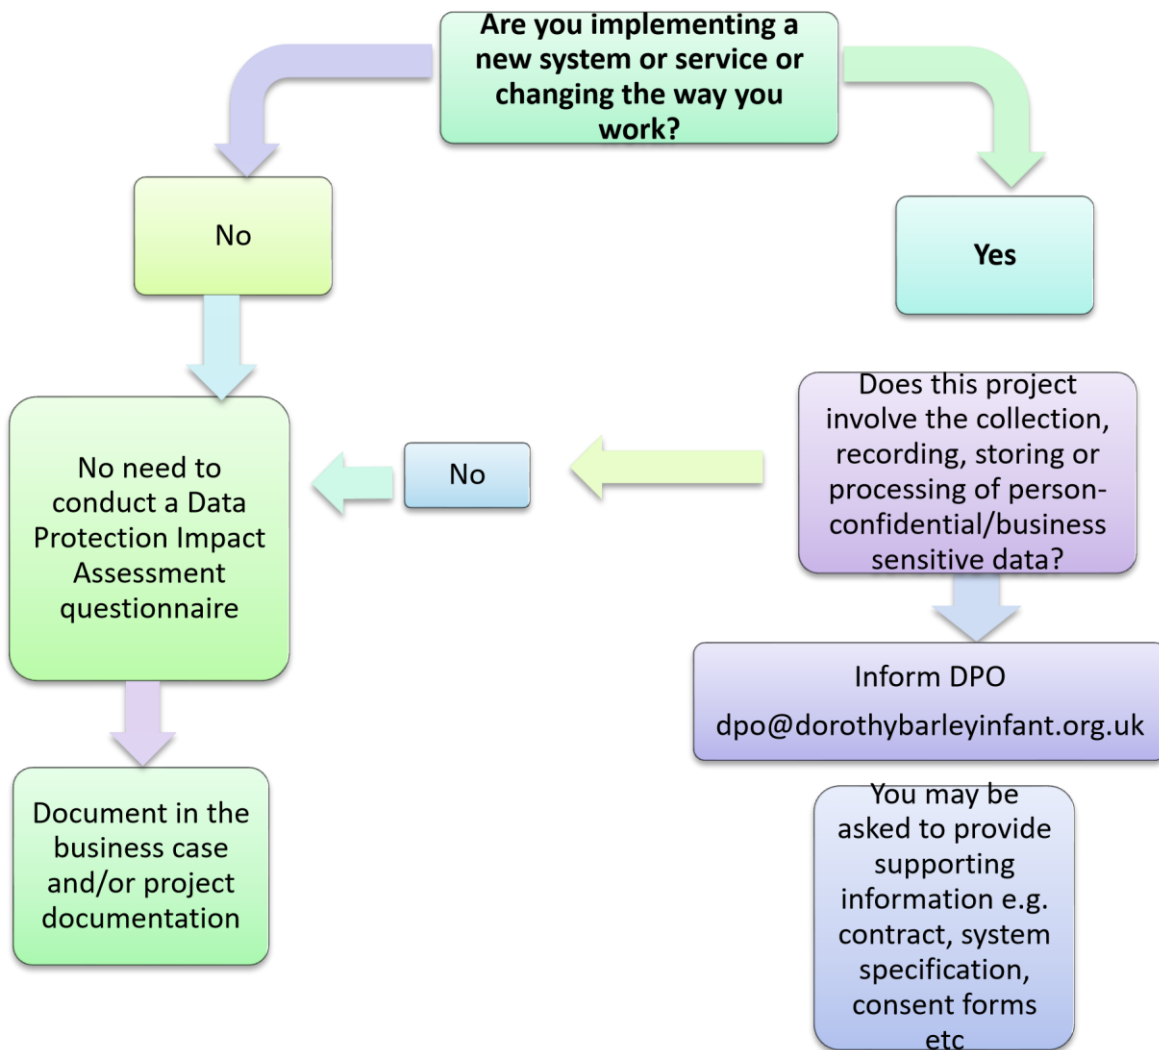 Are you implementing a
new system or service or
changing the way you
work?
No
Yes
No need to
conduct a Data
Protection Impact
Assessment
questionnaire
No
Does this project
involve the collection,
recording, storing or
processing of person-
confidential/business
sensitive data?
Inform DPO
dpo@dorothybarleyinfant.org.uk
Document in the
business case
and/or project
documentation
You may be
asked to provide
supporting
information e.g.
contract, system
specification,
consent forms
etc